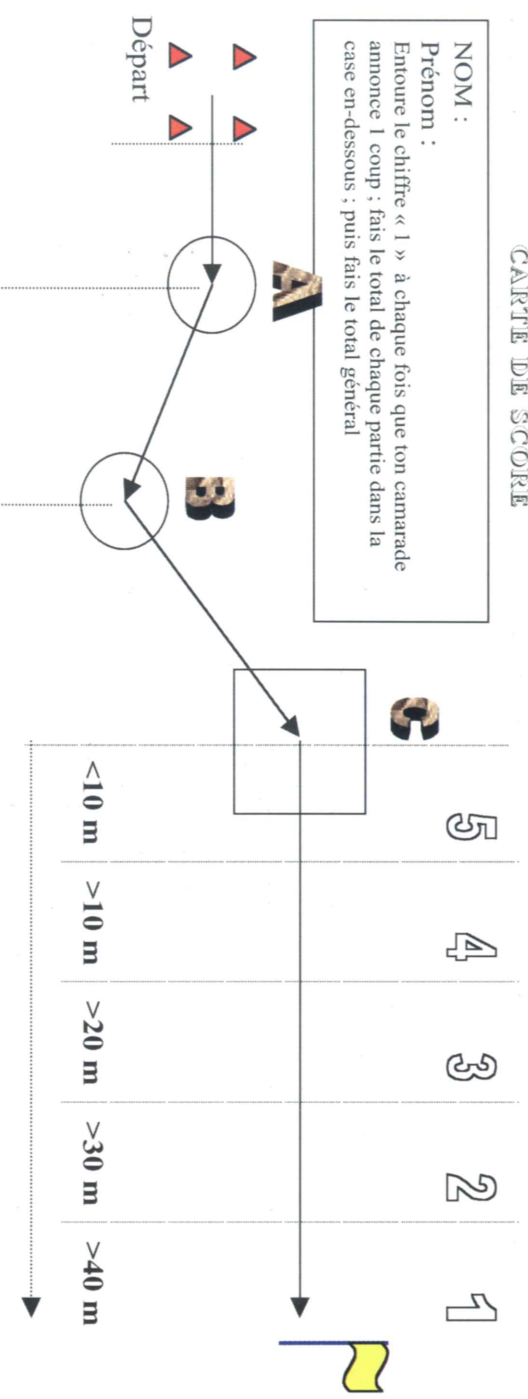 CARTE DE SCORE
NOM :
Prénom :
Entoure le chiffre « 1 » à chaque fois que ton camarade
annonce 1 coup ; fais le total de chaque partie dans la
case en-dessous ; puis fais le total général
A
B
C
5 4 3 2 1
Départ
<10 m >10 m >20 m >30 m >40 m